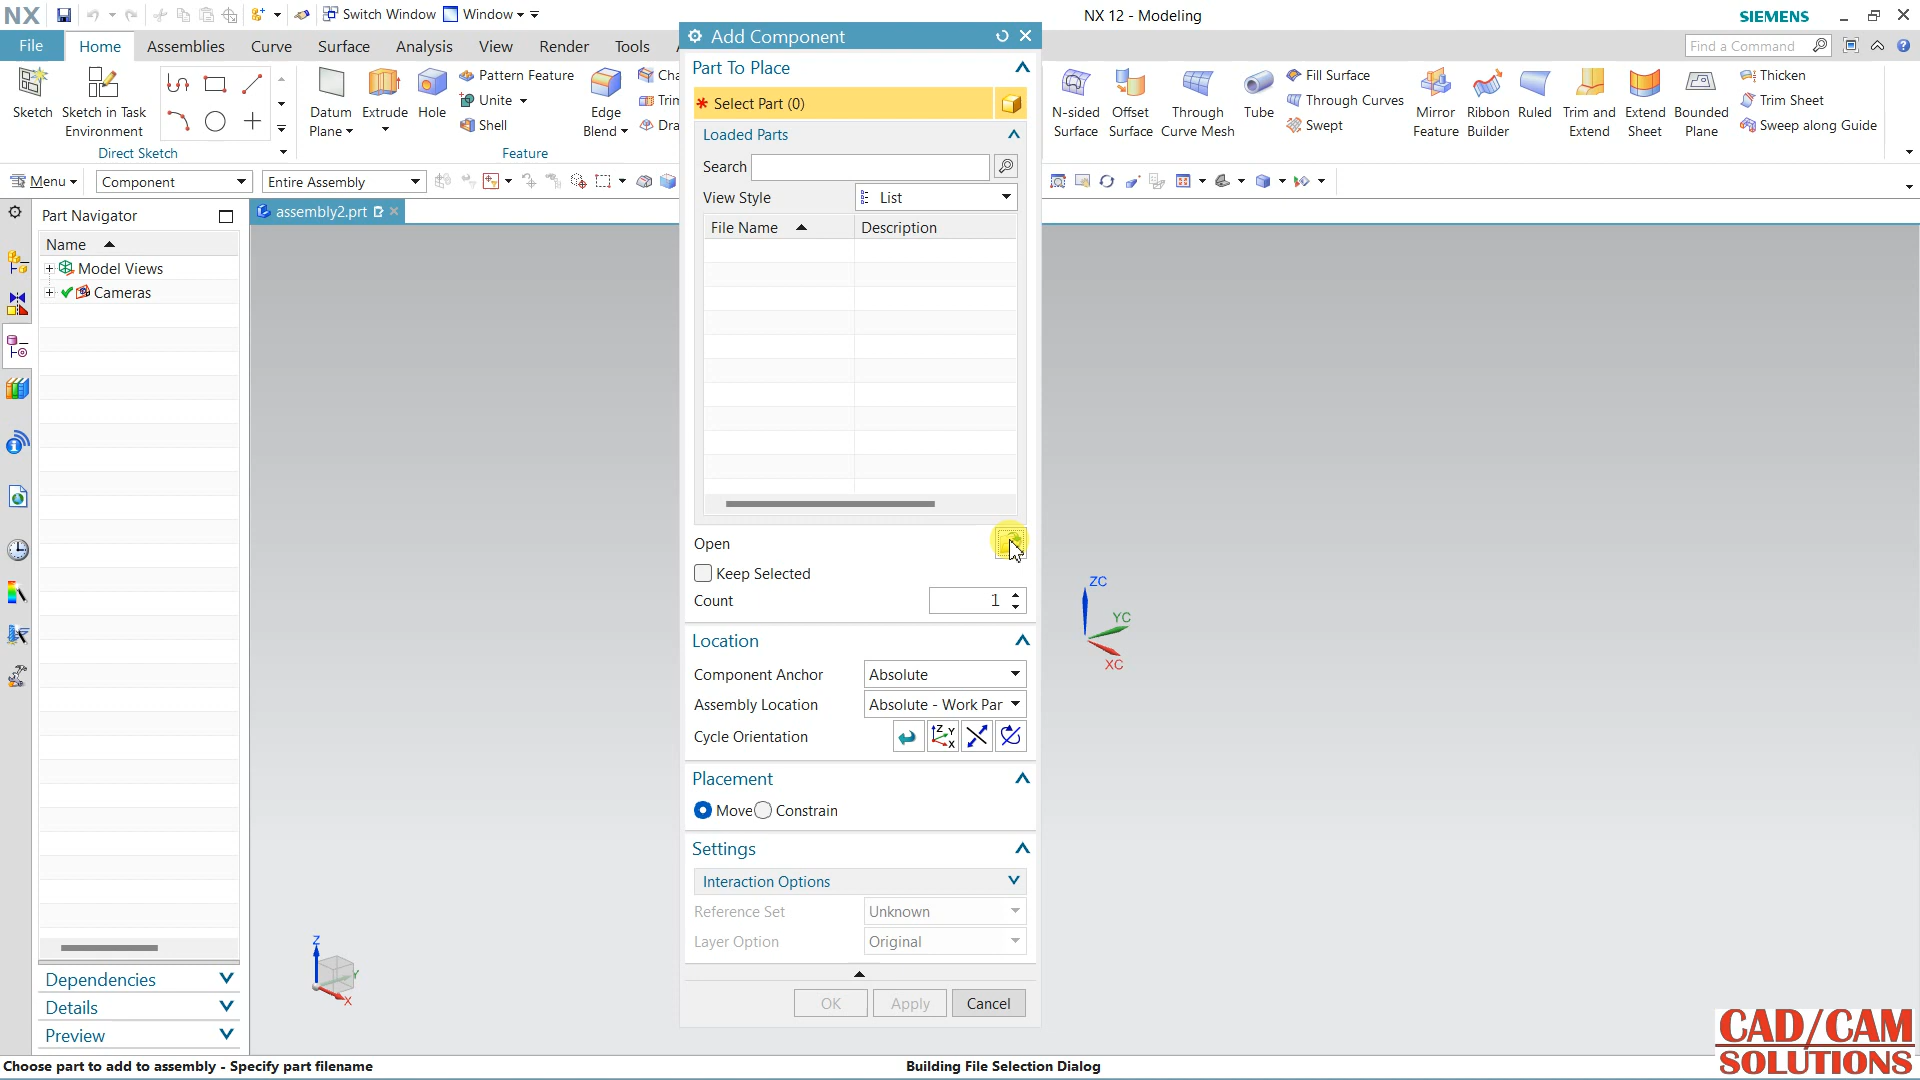 NX
Switch Window
Window
NX 12 - Modeling
SIEMENS
File
Home
Assemblies
Curve
Surface
Analysis
View
Render
Tools
Find a Command
Sketch
Sketch in Task
Environment
Direct Sketch
Datum
Plane
Extrude
Hole
Pattern Feature
Unite
Shell
Feature
Edge
Blend
Cha
Trim
Dra
N-sided
Surface
Offset
Surface
Through
Curve Mesh
Tube
Fill Surface
Through Curves
Swept
Mirror
Feature
Ribbon
Builder
Ruled
Trim and
Extend
Extend
Sheet
Bounded
Plane
Thicken
Trim Sheet
Sweep along Guide
Menu
Component
Entire Assembly
Part Navigator
Name
Model Views
Cameras
Dependencies
Details
Preview
assembly2.prt
Add Component
Part To Place
* Select Part (0)
Loaded Parts
Search
View Style
List
File Name
Description
Open
Keep Selected
Count
1
Location
Component Anchor
Absolute
Assembly Location
Absolute - Work Par
Cycle Orientation
Placement
Move
Constrain
Settings
Interaction Options
Reference Set
Unknown
Layer Option
Original
OK
Apply
Cancel
ZC
YC
XC
Z
Y
X
CAD/CAM
SOLUTIONS
Choose part to add to assembly - Specify part filename
Building File Selection Dialog